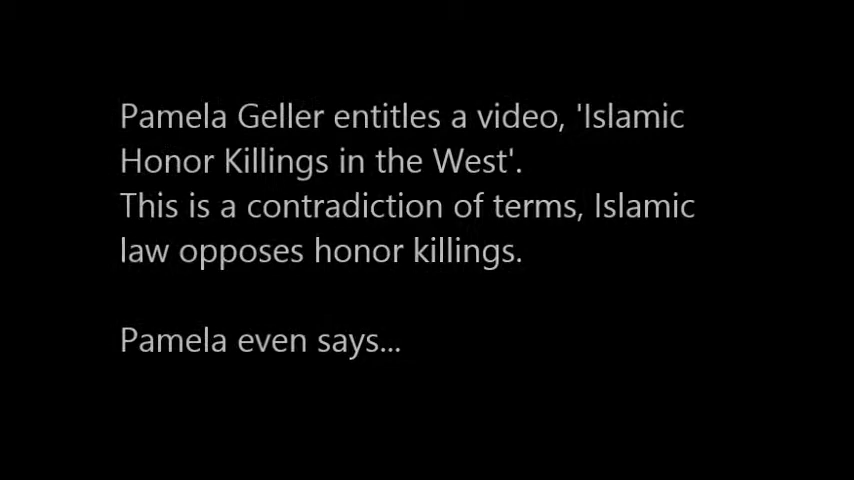 Pamela Geller entitles a video, 'Islamic
Honor Killings in the West'.
This is a contradiction of terms, Islamic
law opposes honor killings.
Pamela even says...